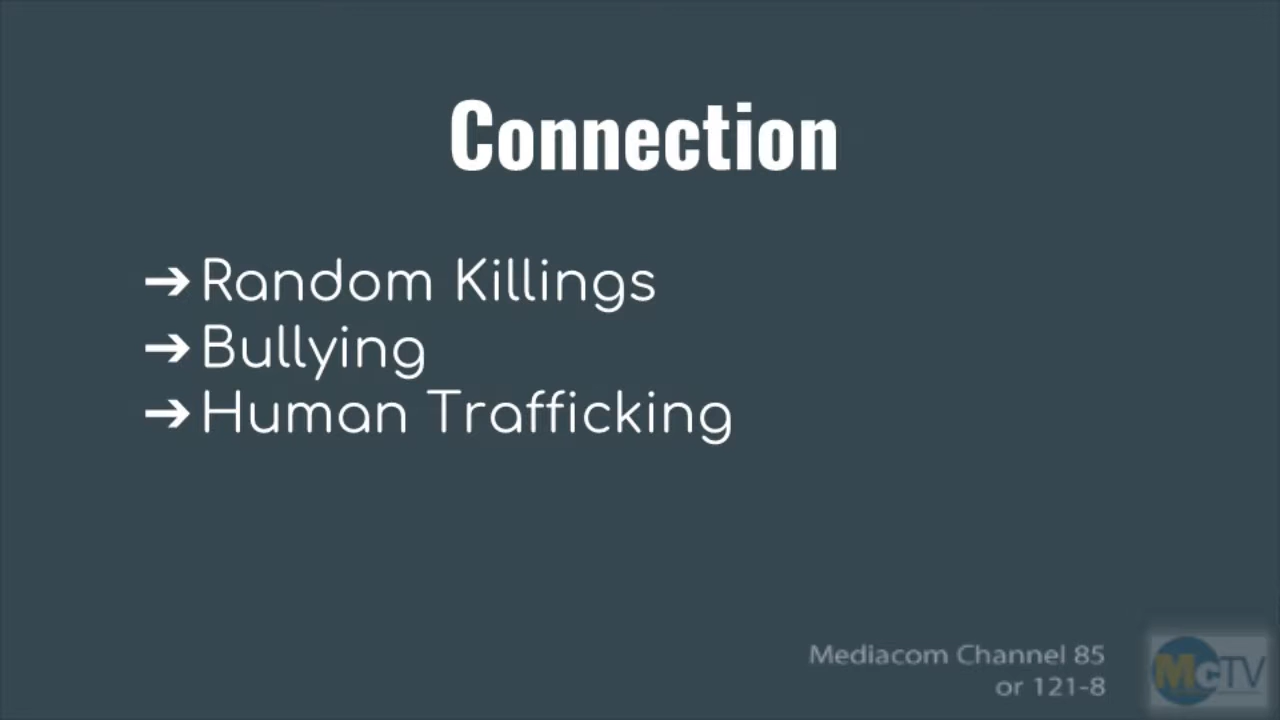 Connection
➔ Random Killings
➔ Bullying
➔ Human Trafficking
Mediacom Channel 85
or 121-8
McTV